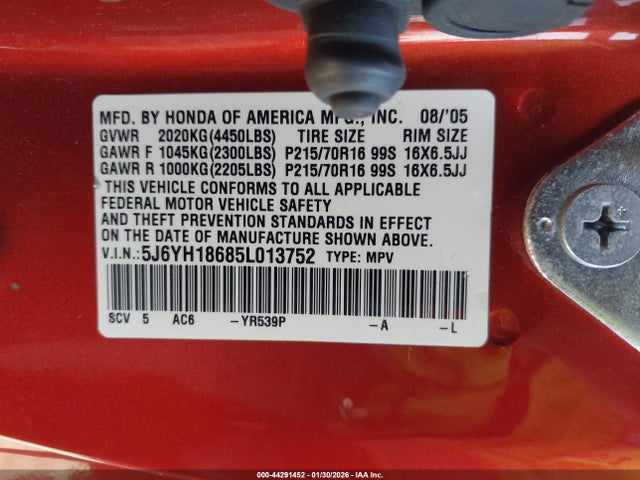 MFD. BY HONDA OF AMERICA MFG., INC. 08/'05
GVWR 2020KG(4450LBS) TIRE SIZE RIM SIZE
GAWR F 1045KG(2300LBS) P215/70R16 99S 16X6.5JJ
GAWR R 1000KG(2205LBS) P215/70R16 99S 16X6.5JJ
THIS VEHICLE CONFORMS TO ALL APPLICABLE
FEDERAL MOTOR VEHICLE SAFETY
AND THEFT PREVENTION STANDARDS IN EFFECT
ON THE DATE OF MANUFACTURE SHOWN ABOVE.
V.I.N.: 5J6YH18685L013752 TYPE: MPV
SCV 5 AC6 -YR539P -A -L
000-44291452 - 01/30/2026 - IAA Inc.